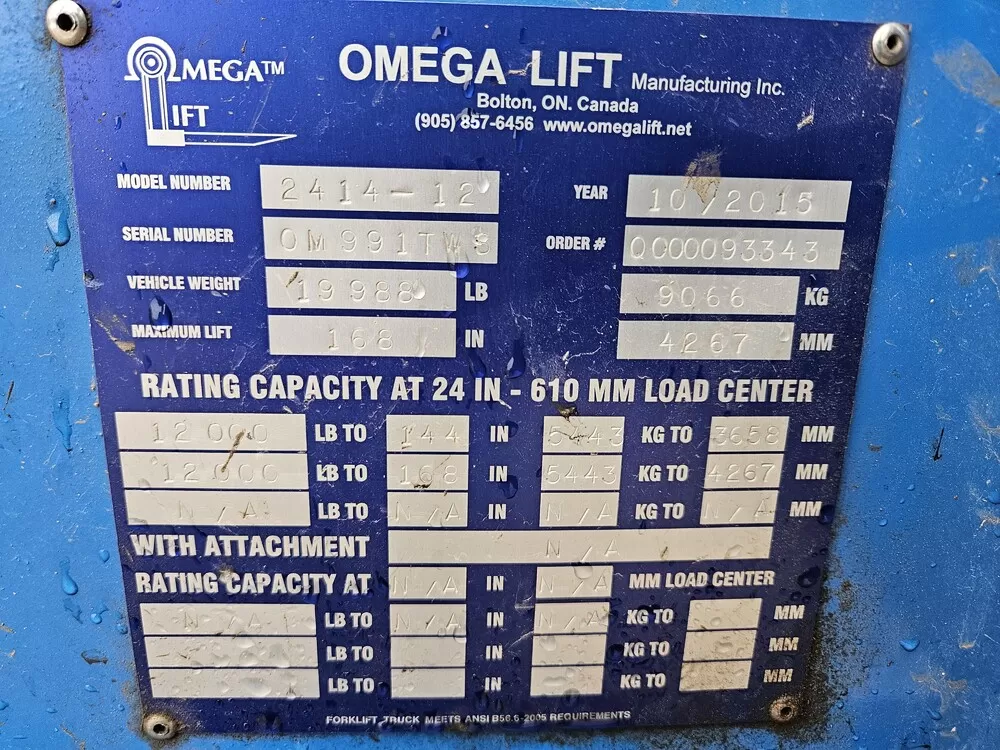 ΩMEGA™ LIFT
OMEGA LIFT Manufacturing Inc.
Bolton, ON. Canada
(905) 857-6456 www.omegalift.net
MODEL NUMBER 2414-12 YEAR 10/2015
SERIAL NUMBER 0M991TW8 ORDER # Q000093343
VEHICLE WEIGHT 19988 LB 9066 KG
MAXIMUM LIFT 168 IN 4267 MM
RATING CAPACITY AT 24 IN - 610 MM LOAD CENTER
12000 LB TO 144 IN 5443 KG TO 3658 MM
12000 LB TO 168 IN 5443 KG TO 4267 MM
N/A LB TO N/A IN N/A KG TO N/A MM
WITH ATTACHMENT N/A
RATING CAPACITY AT N/A IN N/A MM LOAD CENTER
N/A LB TO N/A IN N/A KG TO MM
LB TO IN KG TO MM
LB TO IN KG TO MM
FORKLIFT TRUCK MEETS ANSI B56.6-2005 REQUIREMENTS